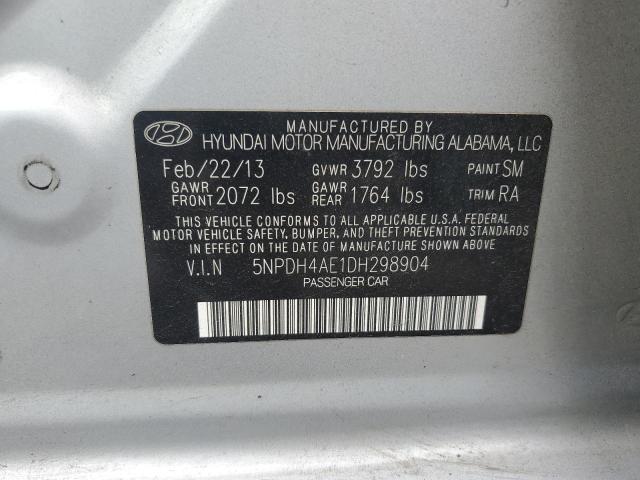 MANUFACTURED BY
HYUNDAI MOTOR MANUFACTURING ALABAMA, LLC
Feb/22/13 GVWR 3792 lbs PAINT SM
GAWR FRONT 2072 lbs GAWR REAR 1764 lbs TRIM RA
THIS VEHICLE CONFORMS TO ALL APPLICABLE U.S.A. FEDERAL
MOTOR VEHICLE SAFETY, BUMPER, AND THEFT PREVENTION STANDARDS
IN EFFECT ON THE DATE OF MANUFACTURE SHOWN ABOVE
V.I.N 5NPDH4AE1DH298904
PASSENGER CAR